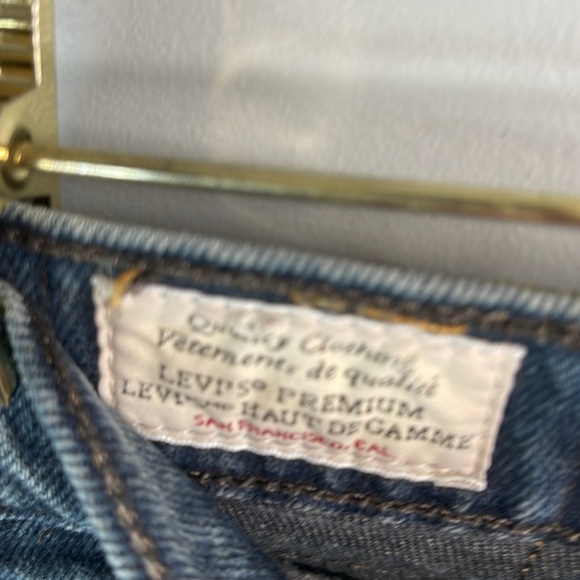 Quality Clothing
Vêtements de qualité
LEVI'S® PREMIUM
LEVI'S HAUT DE GAMME
SAN FRANCISCO, CAL